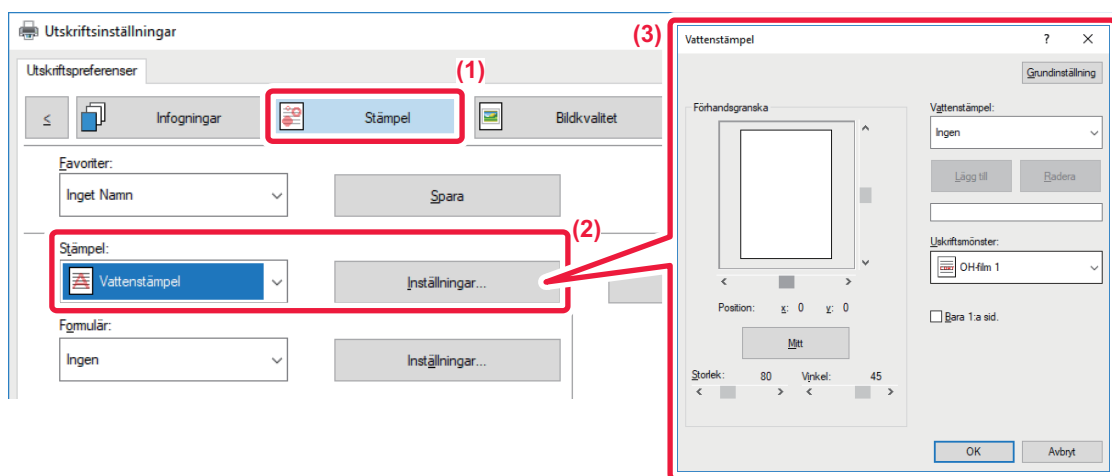 Utskriftsinställningar
Utskriftspreferenser
(1)
<
Infogningar
Stämpel
Bildkvalitet
Favoriter:
Inget Namn
Spara
(2)
Stämpel:
Vattenstämpel
Inställningar...
Formulär:
Ingen
Inställningar...
(3)
Vattenstämpel
?
Grundinställning
Förhandsgranska
Vattenstämpel:
Ingen
Lägg till
Radera
Uskriftsmönster:
OH-film 1
Position: x: 0 y: 0
Bara 1:a sid.
Mitt
Storlek: 80 Vinkel: 45
OK
Avbryt